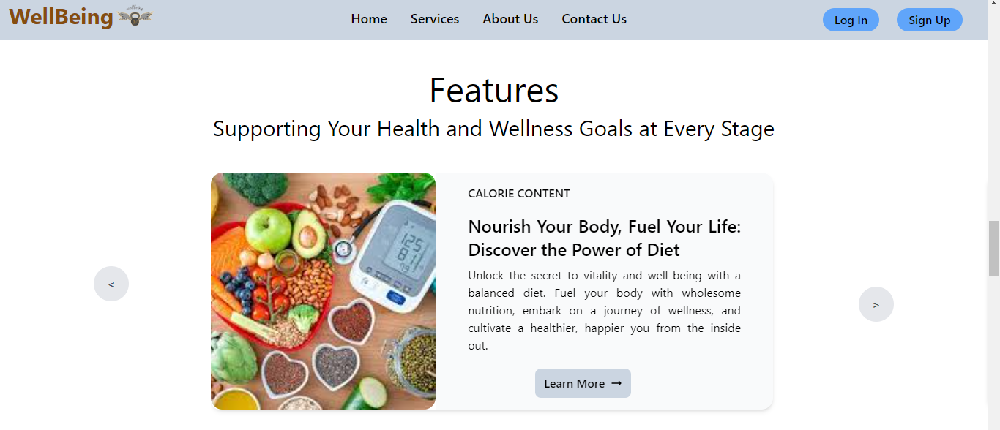 WellBeing
Home Services About Us Contact Us
Log In Sign Up
Features
Supporting Your Health and Wellness Goals at Every Stage
CALORIE CONTENT
Nourish Your Body, Fuel Your Life:
Discover the Power of Diet
Unlock the secret to vitality and well-being with a
balanced diet. Fuel your body with wholesome
nutrition, embark on a journey of wellness, and
cultivate a healthier, happier you from the inside
out.
Learn More →
<
>
125